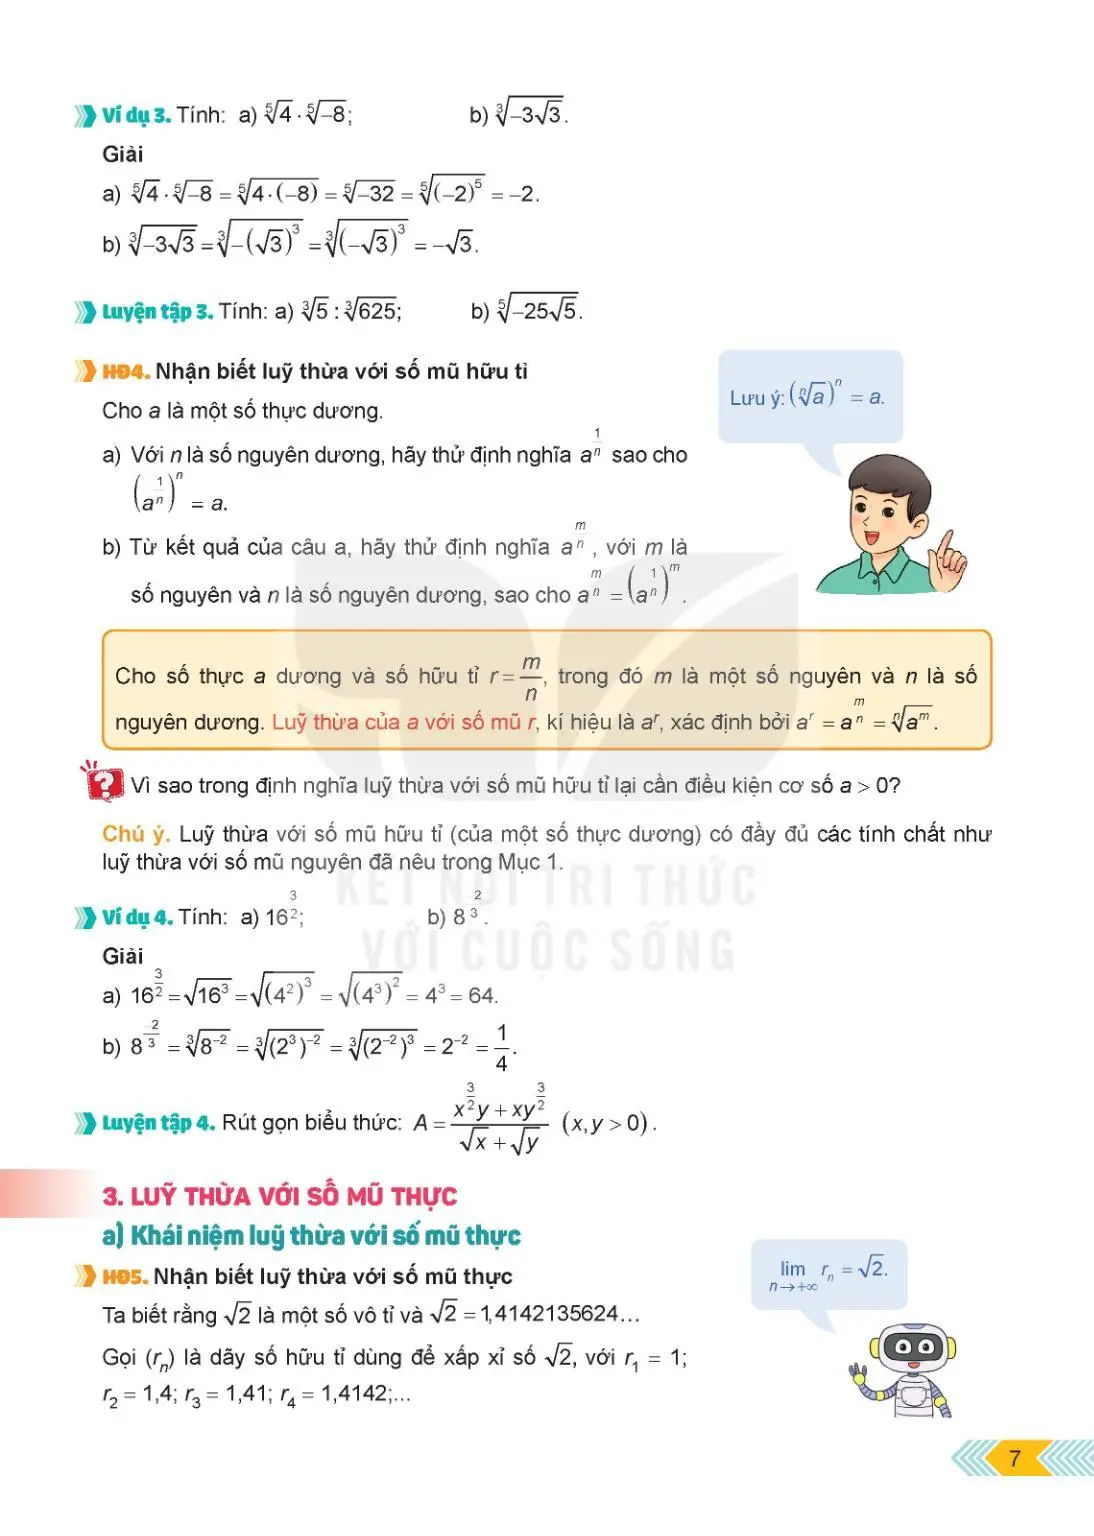 Ví dụ 3. Tính: a) ⁵√4 · ⁵√−8; b) ³√(−3√3).
Giải
a) ⁵√4 · ⁵√−8 = ⁵√(4·(−8)) = ⁵√−32 = ⁵√((−2)⁵) = −2.
b) ³√(−3√3) = ³√(−(√3)³) = ³√((−√3)³) = −√3.
Luyện tập 3. Tính: a) ³√5 : ³√625; b) ⁵√(−25√5).
HĐ4. Nhận biết luỹ thừa với số mũ hữu tỉ
Lưu ý: (ⁿ√a)ⁿ = a.
Cho a là một số thực dương.
a) Với n là số nguyên dương, hãy thử định nghĩa a^(1/n) sao cho
(a^(1/n))ⁿ = a.
b) Từ kết quả của câu a, hãy thử định nghĩa a^(m/n), với m là
số nguyên và n là số nguyên dương, sao cho a^(m/n) = (a^(1/n))^m.
Cho số thực a dương và số hữu tỉ r = m/n, trong đó m là một số nguyên và n là số
nguyên dương. Luỹ thừa của a với số mũ r, kí hiệu là a^r, xác định bởi a^r = a^(m/n) = ⁿ√(a^m).
? Vì sao trong định nghĩa luỹ thừa với số mũ hữu tỉ lại cần điều kiện cơ số a > 0?
Chú ý. Luỹ thừa với số mũ hữu tỉ (của một số thực dương) có đầy đủ các tính chất như
luỹ thừa với số mũ nguyên đã nêu trong Mục 1.
KẾT NỐI TRI THỨC
VỚI CUỘC SỐNG
Ví dụ 4. Tính: a) 16^(3/2); b) 8^(2/3).
Giải
a) 16^(3/2) = √(16³) = √((4²)³) = √((4³)²) = 4³ = 64.
b) 8^(−2/3) = ³√(8⁻²) = ³√((2³)⁻²) = ³√((2⁻²)³) = 2⁻² = 1/4.
Luyện tập 4. Rút gọn biểu thức: A = (x^(3/2)y + xy^(3/2))/(√x + √y) (x, y > 0).
3. LUỸ THỪA VỚI SỐ MŨ THỰC
a) Khái niệm luỹ thừa với số mũ thực
HĐ5. Nhận biết luỹ thừa với số mũ thực
lim rₙ = √2.
n→+∞
Ta biết rằng √2 là một số vô tỉ và √2 = 1,4142135624…
Gọi (rₙ) là dãy số hữu tỉ dùng để xấp xỉ số √2, với r₁ = 1;
r₂ = 1,4; r₃ = 1,41; r₄ = 1,4142;...
7